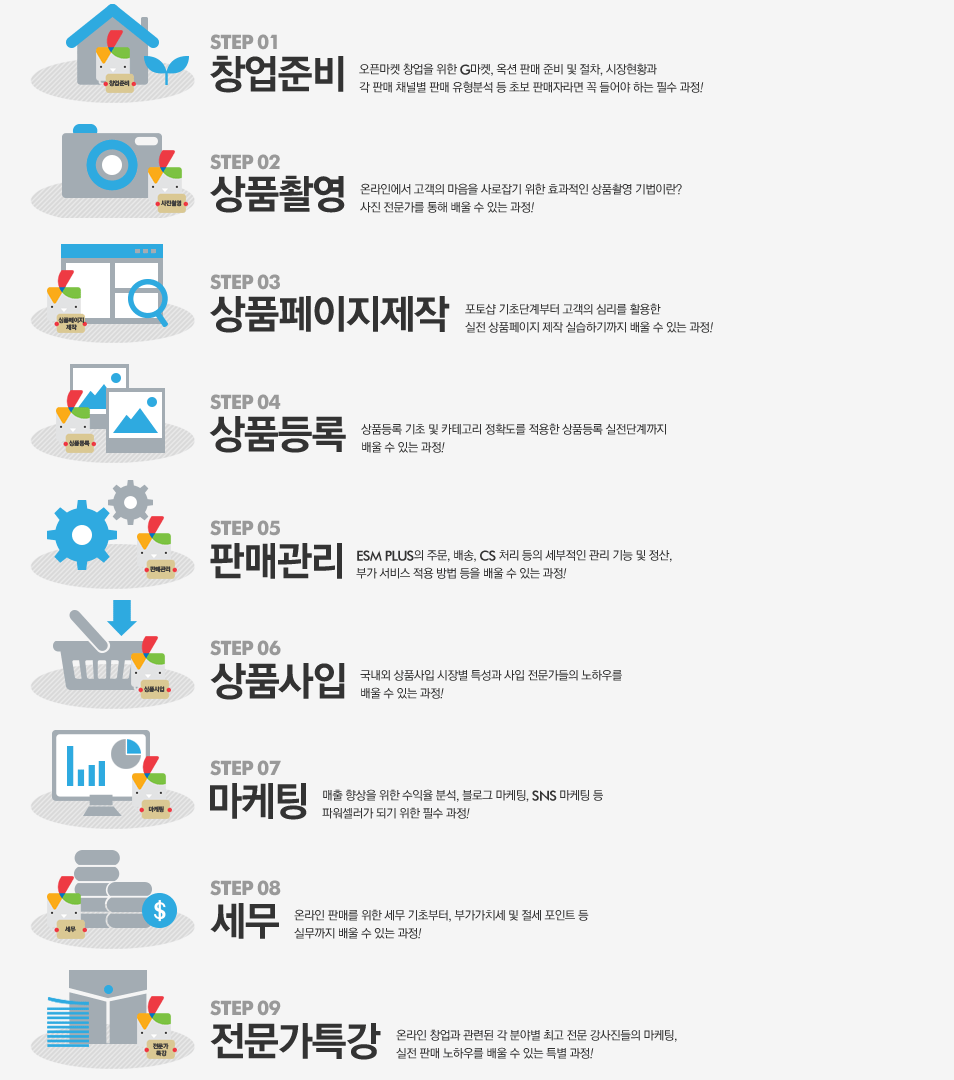 STEP 01
창업준비
오픈마켓 창업을 위한 G마켓, 옥션 판매 준비 및 절차, 시장현황과
각 판매 채널별 판매 유형분석 등 초보 판매자라면 꼭 들어야 하는 필수 과정!
창업준비
STEP 02
상품촬영
온라인에서 고객의 마음을 사로잡기 위한 효과적인 상품촬영 기법이란?
사진 전문가를 통해 배울 수 있는 과정!
사진촬영
STEP 03
상품페이지제작
포토샵 기초단계부터 고객의 심리를 활용한
실전 상품페이지 제작 실습하기까지 배울 수 있는 과정!
상품페이지
제작
STEP 04
상품등록
상품등록 기초 및 카테고리 정확도를 적용한 상품등록 실전단계까지
배울 수 있는 과정!
상품등록
STEP 05
판매관리
ESM PLUS의 주문, 배송, CS 처리 등의 세부적인 관리 기능 및 정산,
부가 서비스 적용 방법 등을 배울 수 있는 과정!
판매관리
STEP 06
상품사입
국내외 상품사입 시장별 특성과 사입 전문가들의 노하우를
배울 수 있는 과정!
상품사입
STEP 07
마케팅
매출 향상을 위한 수익율 분석, 블로그 마케팅, SNS 마케팅 등
파워셀러가 되기 위한 필수 과정!
마케팅
STEP 08
세무
온라인 판매를 위한 세무 기초부터, 부가가치세 및 절세 포인트 등
실무까지 배울 수 있는 과정!
세무
$
STEP 09
전문가특강
온라인 창업과 관련된 각 분야별 최고 전문 강사진들의 마케팅,
실전 판매 노하우를 배울 수 있는 특별 과정!
전문가
특강